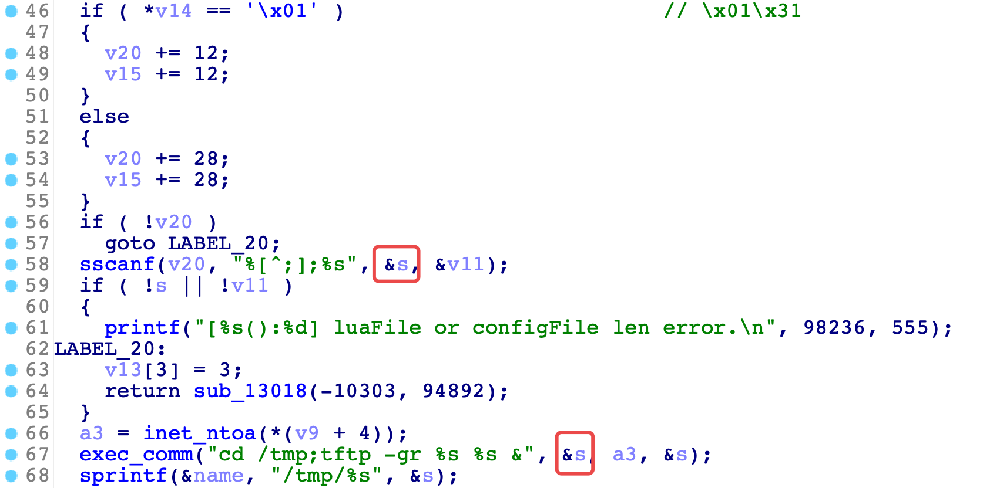 46 if ( *v14 == '\x01' ) // \x01\x31
47 {
48 v20 += 12;
49 v15 += 12;
50 }
51 else
52 {
53 v20 += 28;
54 v15 += 28;
55 }
56 if ( !v20 )
57 goto LABEL_20;
58 sscanf(v20, "%[^;];%s", &s, &v11);
59 if ( !s || !v11 )
60 {
61 printf("[%s():%d] luaFile or configFile len error.\n", 98236, 555);
62 LABEL_20:
63 v13[3] = 3;
64 return sub_13018(-10303, 94892);
65 }
66 a3 = inet_ntoa(*(v9 + 4));
67 exec_comm("cd /tmp;tftp -gr %s %s &", &s, a3, &s);
68 sprintf(&name, "/tmp/%s", &s);